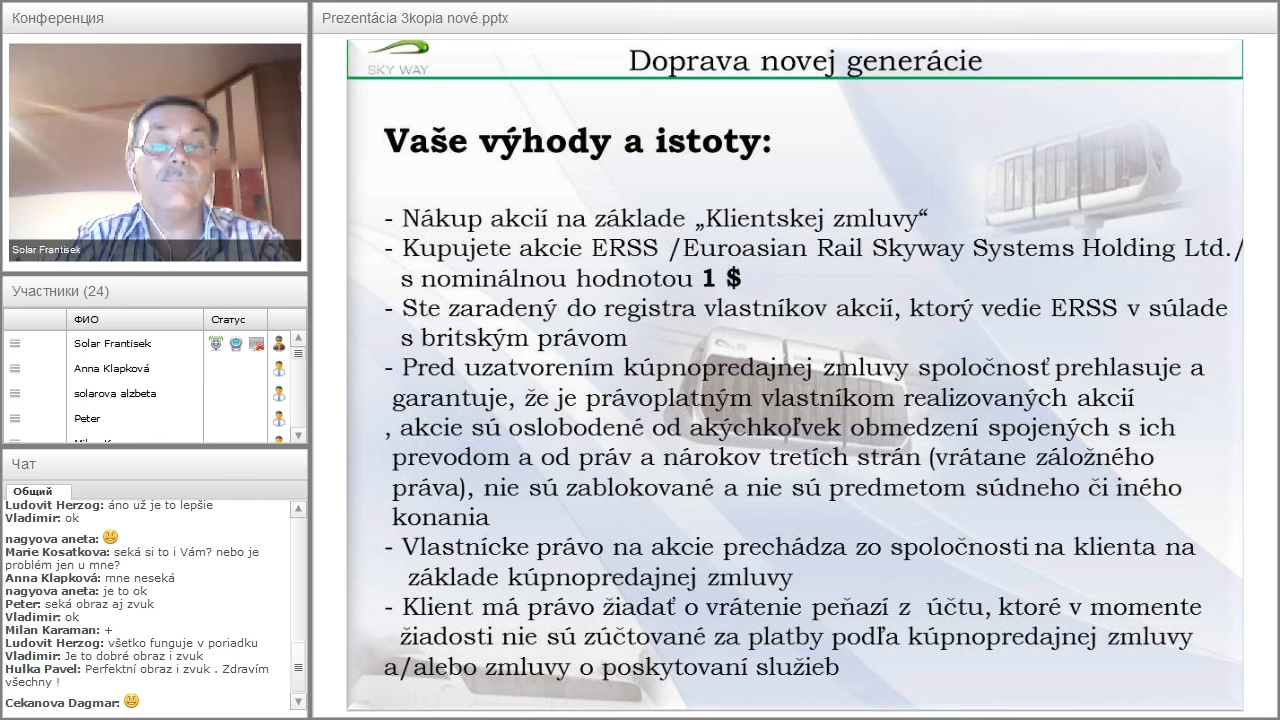 Конференция
Solar Frantisek
Участники (24)
ФИО Статус
Solar Frantisek
Anna Klapková
solarova alzbeta
Peter
Чат
Общий
Ludovit Herzog: áno už je to lepšie
Vladimir: ok
nagyova aneta:
Marie Kosatkova: seká si to i Vám? nebo je
problém jen u mne?
Anna Klapková: mne neseká
nagyova aneta: je to ok
Peter: seká obraz aj zvuk
Vladimir: ok
Milan Karaman: +
Ludovit Herzog: všetko funguje v poriadku
Vladimir: Je to dobré obraz i zvuk
Hulka Pavel: Perfektní obraz i zvuk . Zdravím
všechny !
Cekanova Dagmar:
Prezentácia 3kopia nové.pptx
SKY WAY
Doprava novej generácie
Vaše výhody a istoty:
- Nákup akcií na základe „Klientskej zmluvy“
- Kupujete akcie ERSS /Euroasian Rail Skyway Systems Holding Ltd./
s nominálnou hodnotou 1 $
- Ste zaradený do registra vlastníkov akcií, ktorý vedie ERSS v súlade
s britským právom
- Pred uzatvorením kúpnopredajnej zmluvy spoločnosť prehlasuje a
garantuje, že je právoplatným vlastníkom realizovaných akcií
, akcie sú oslobodené od akýchkoľvek obmedzení spojených s ich
prevodom a od práv a nárokov tretích strán (vrátane záložného
práva), nie sú zablokované a nie sú predmetom súdneho či iného
konania
- Vlastnícke právo na akcie prechádza zo spoločnosti na klienta na
základe kúpnopredajnej zmluvy
- Klient má právo žiadať o vrátenie peňazí z účtu, ktoré v momente
žiadosti nie sú zúčtované za platby podľa kúpnopredajnej zmluvy
a/alebo zmluvy o poskytovaní služieb